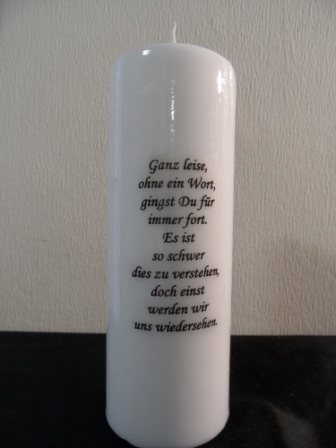 Ganz leise,
ohne ein Wort,
gingst Du für
immer fort.
Es ist
so schwer
dies zu verstehen,
doch einst
werden wir
uns wiedersehen.